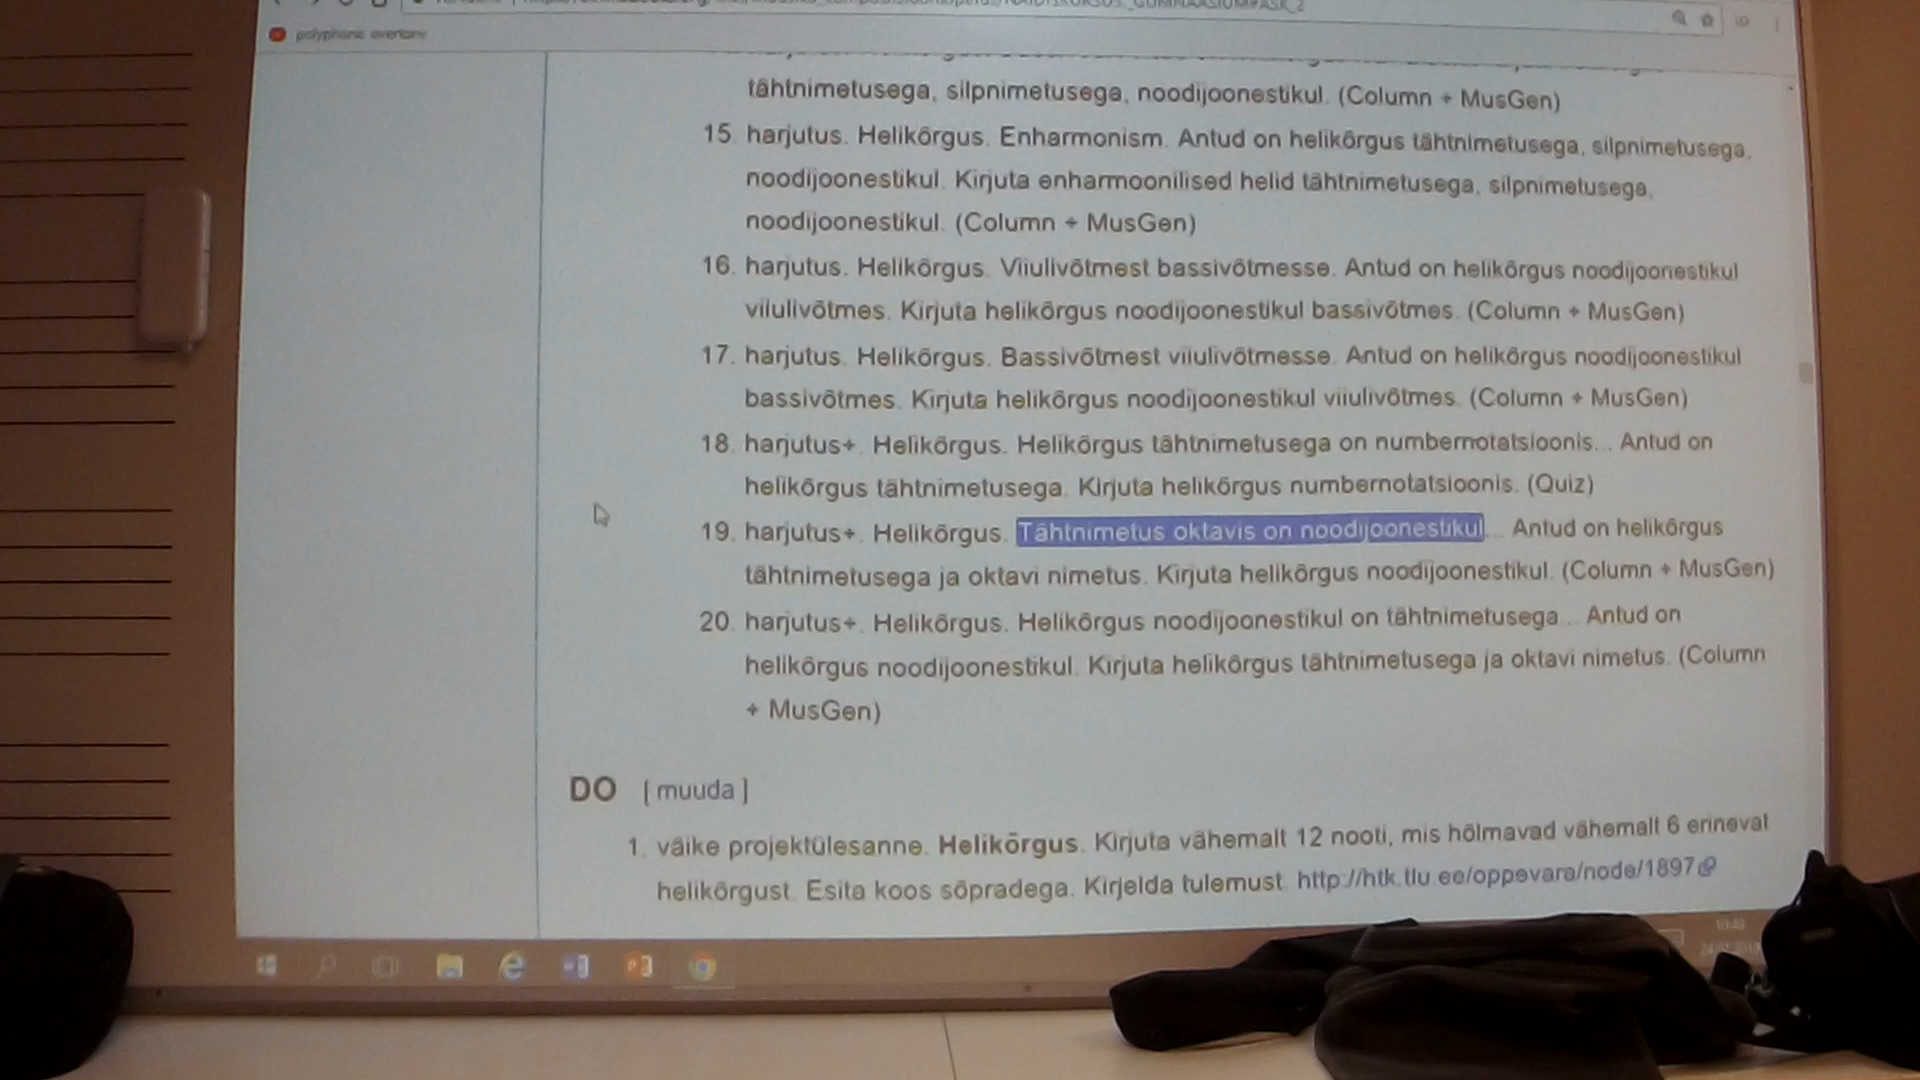 polyphonic overtone
tähtnimetusega, silpnimetusega, noodijoonestikul. (Column + MusGen)
15. harjutus. Helikõrgus. Enharmonism. Antud on helikõrgus tähtnimetusega, silpnimetusega,
noodijoonestikul. Kirjuta enharmoonilised helid tähtnimetusega, silpnimetusega,
noodijoonestikul. (Column + MusGen)
16. harjutus. Helikõrgus. Viiulivõtmest bassivõtmesse. Antud on helikõrgus noodijoonestikul
viiulivõtmes. Kirjuta helikõrgus noodijoonestikul bassivõtmes. (Column + MusGen)
17. harjutus. Helikõrgus. Bassivõtmest viiulivõtmesse. Antud on helikõrgus noodijoonestikul
bassivõtmes. Kirjuta helikõrgus noodijoonestikul viiulivõtmes. (Column + MusGen)
18. harjutus+. Helikõrgus. Helikõrgus tähtnimetusega on numbernotatsioonis... Antud on
helikõrgus tähtnimetusega. Kirjuta helikõrgus numbernotatsioonis. (Quiz)
19. harjutus+. Helikõrgus. Tähtnimetus oktavis on noodijoonestikul... Antud on helikõrgus
tähtnimetusega ja oktavi nimetus. Kirjuta helikõrgus noodijoonestikul. (Column + MusGen)
20. harjutus+. Helikõrgus. Helikõrgus noodijoonestikul on tähtnimetusega... Antud on
helikõrgus noodijoonestikul. Kirjuta helikõrgus tähtnimetusega ja oktavi nimetus. (Column
+ MusGen)
DO [ muuda ]
1. väike projektülesanne. Helikõrgus. Kirjuta vähemalt 12 nooti, mis hõlmavad vähemalt 6 erinevat
helikõrgust. Esita koos sõpradega. Kirjelda tulemust. http://htk.tlu.ee/oppevara/node/1897
10:40